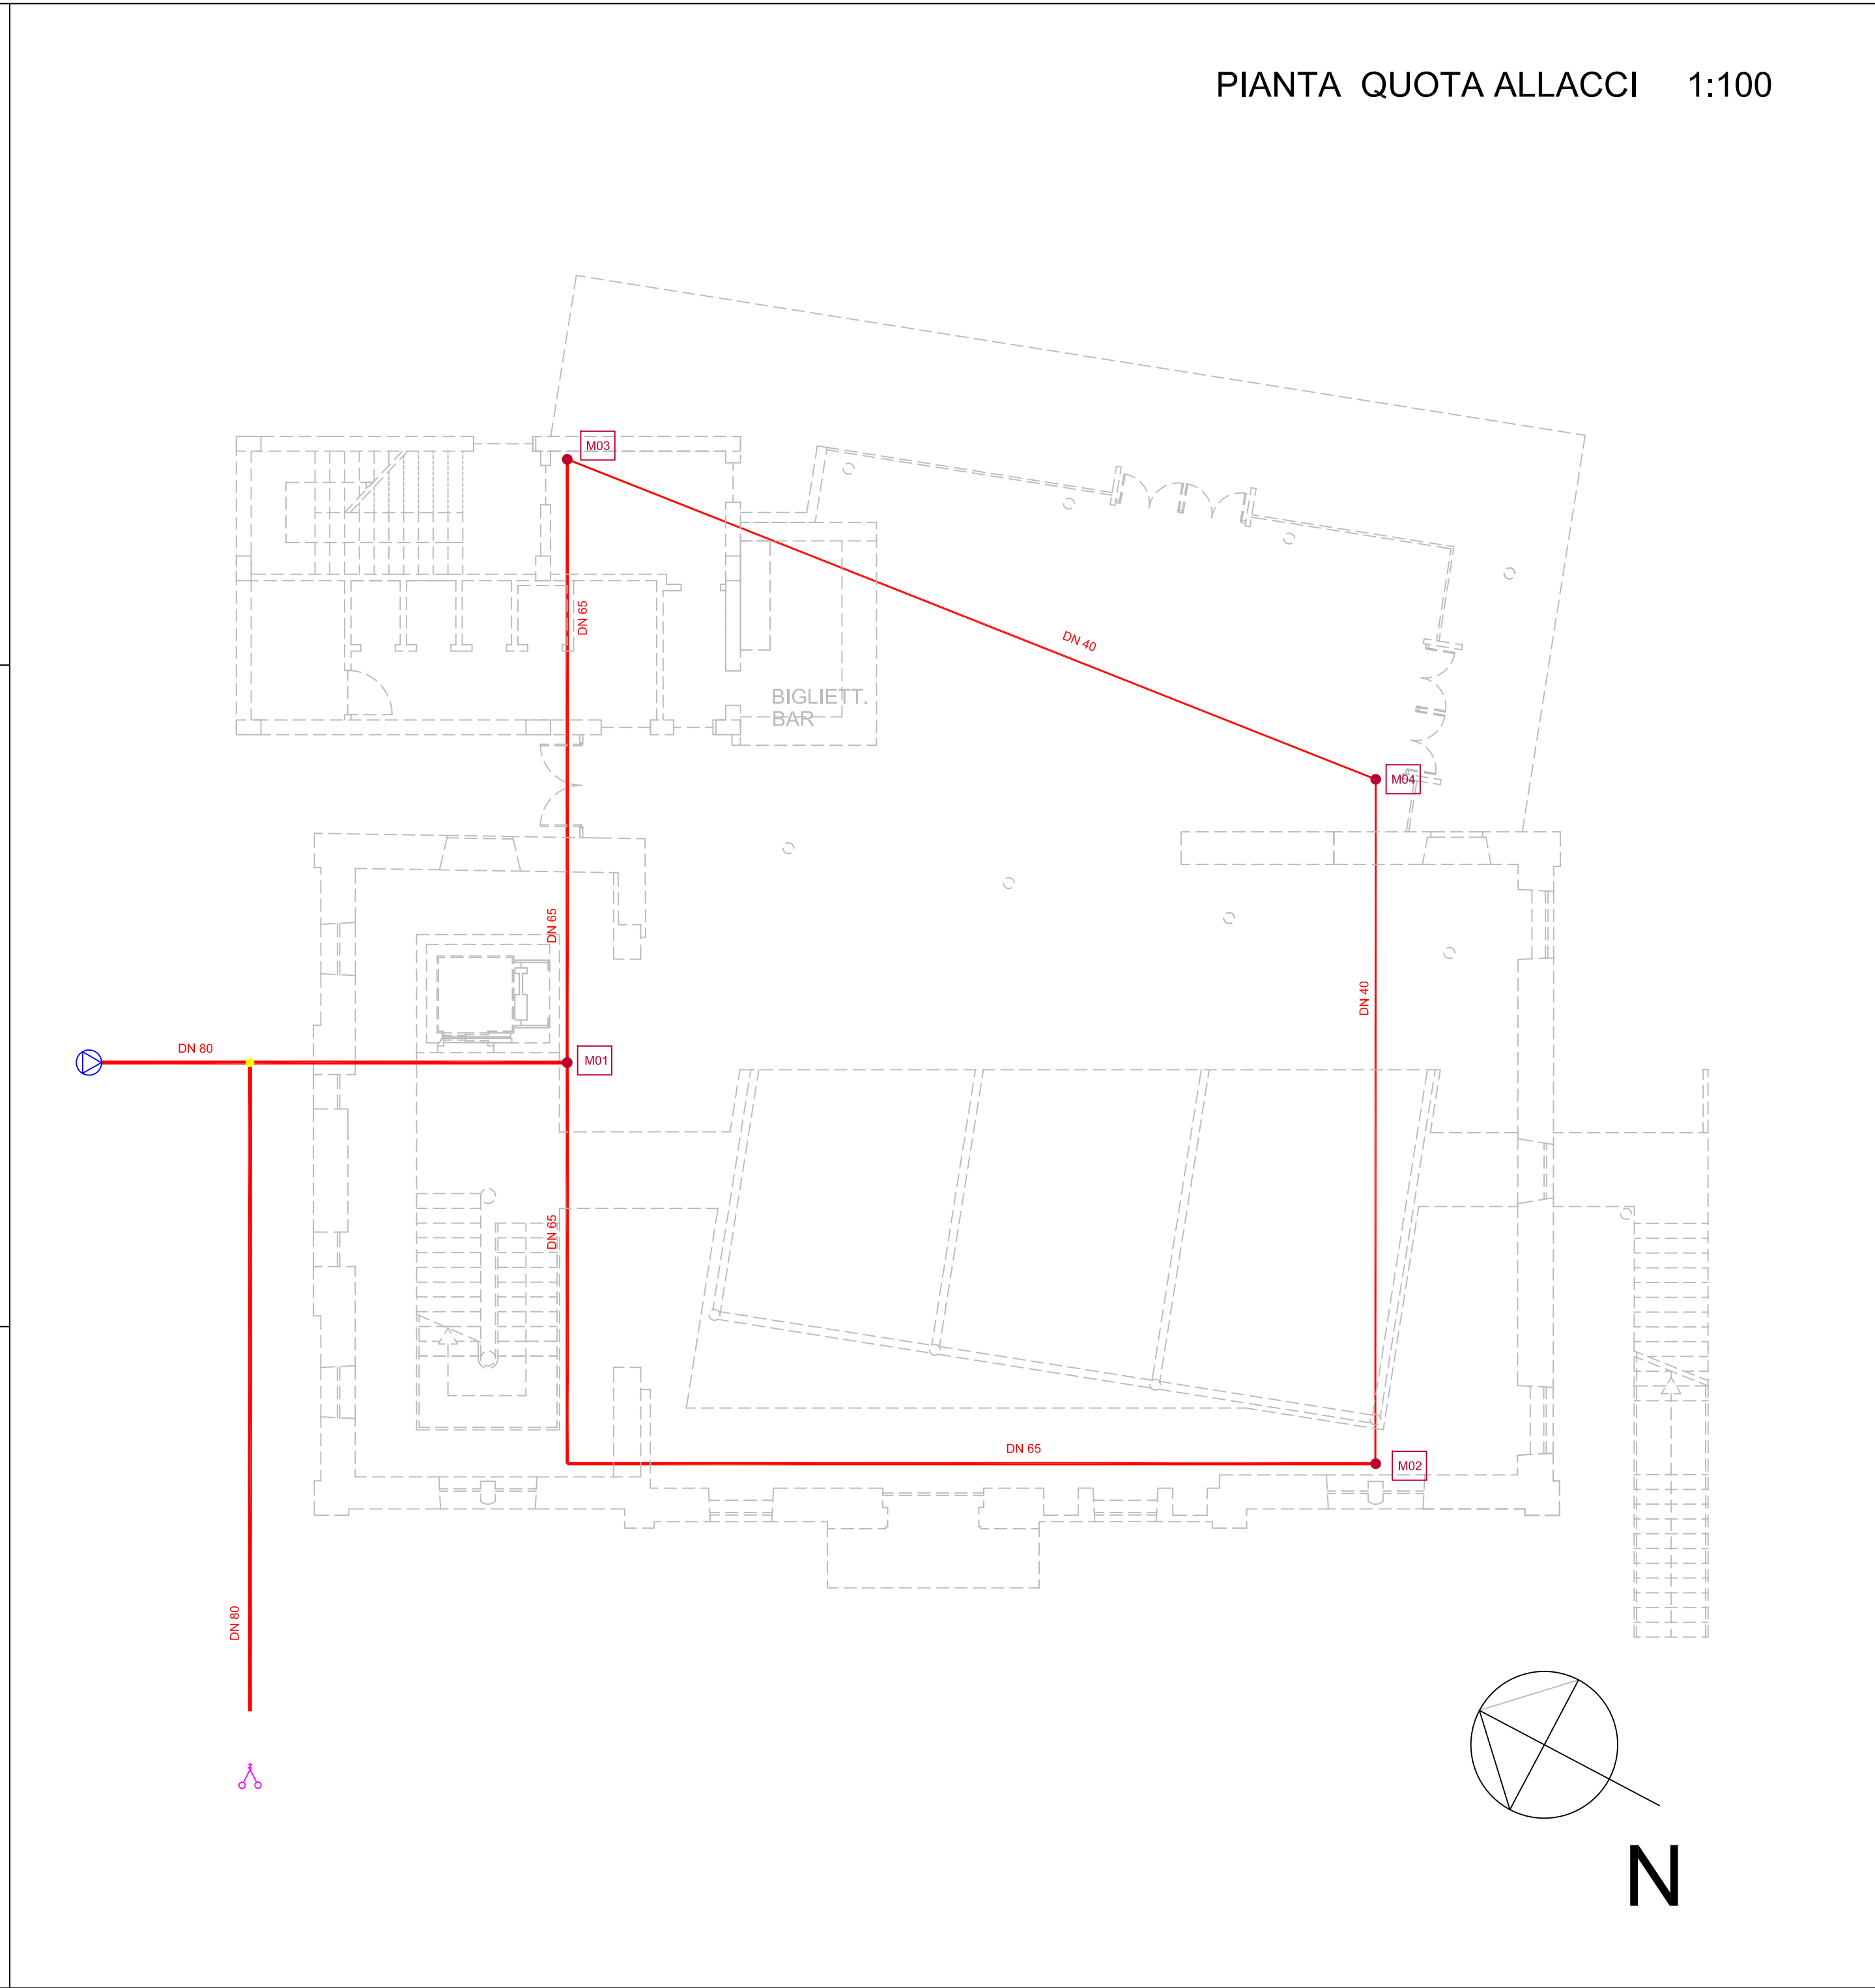 PIANTA QUOTA ALLACCI 1:100
M03
DN 65
DN 40
BIGLIETT.
BAR
M04
DN 65
DN 40
DN 80
M01
DN 65
DN 65
M02
DN 80
N